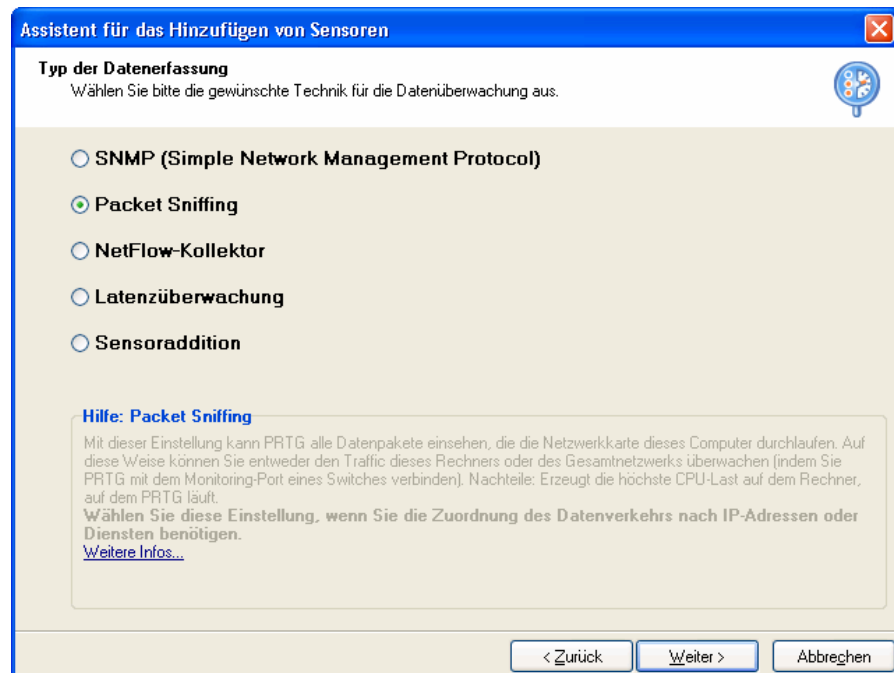 Assistent für das Hinzufügen von Sensoren
Typ der Datenerfassung
Wählen Sie bitte die gewünschte Technik für die Datenüberwachung aus.
SNMP (Simple Network Management Protocol)
Packet Sniffing
NetFlow-Kollektor
Latenzüberwachung
Sensoraddition
Hilfe: Packet Sniffing
Mit dieser Einstellung kann PRTG alle Datenpakete einsehen, die die Netzwerkkarte dieses Computer durchlaufen. Auf
diese Weise können Sie entweder den Traffic dieses Rechners oder des Gesamtnetzwerks überwachen (indem Sie
PRTG mit dem Monitoring-Port eines Switches verbinden). Nachteile: Erzeugt die höchste CPU-Last auf dem Rechner,
auf dem PRTG läuft.
Wählen Sie diese Einstellung, wenn Sie die Zuordnung des Datenverkehrs nach IP-Adressen oder
Diensten benötigen.
Weitere Infos...
< Zurück
Weiter >
Abbrechen